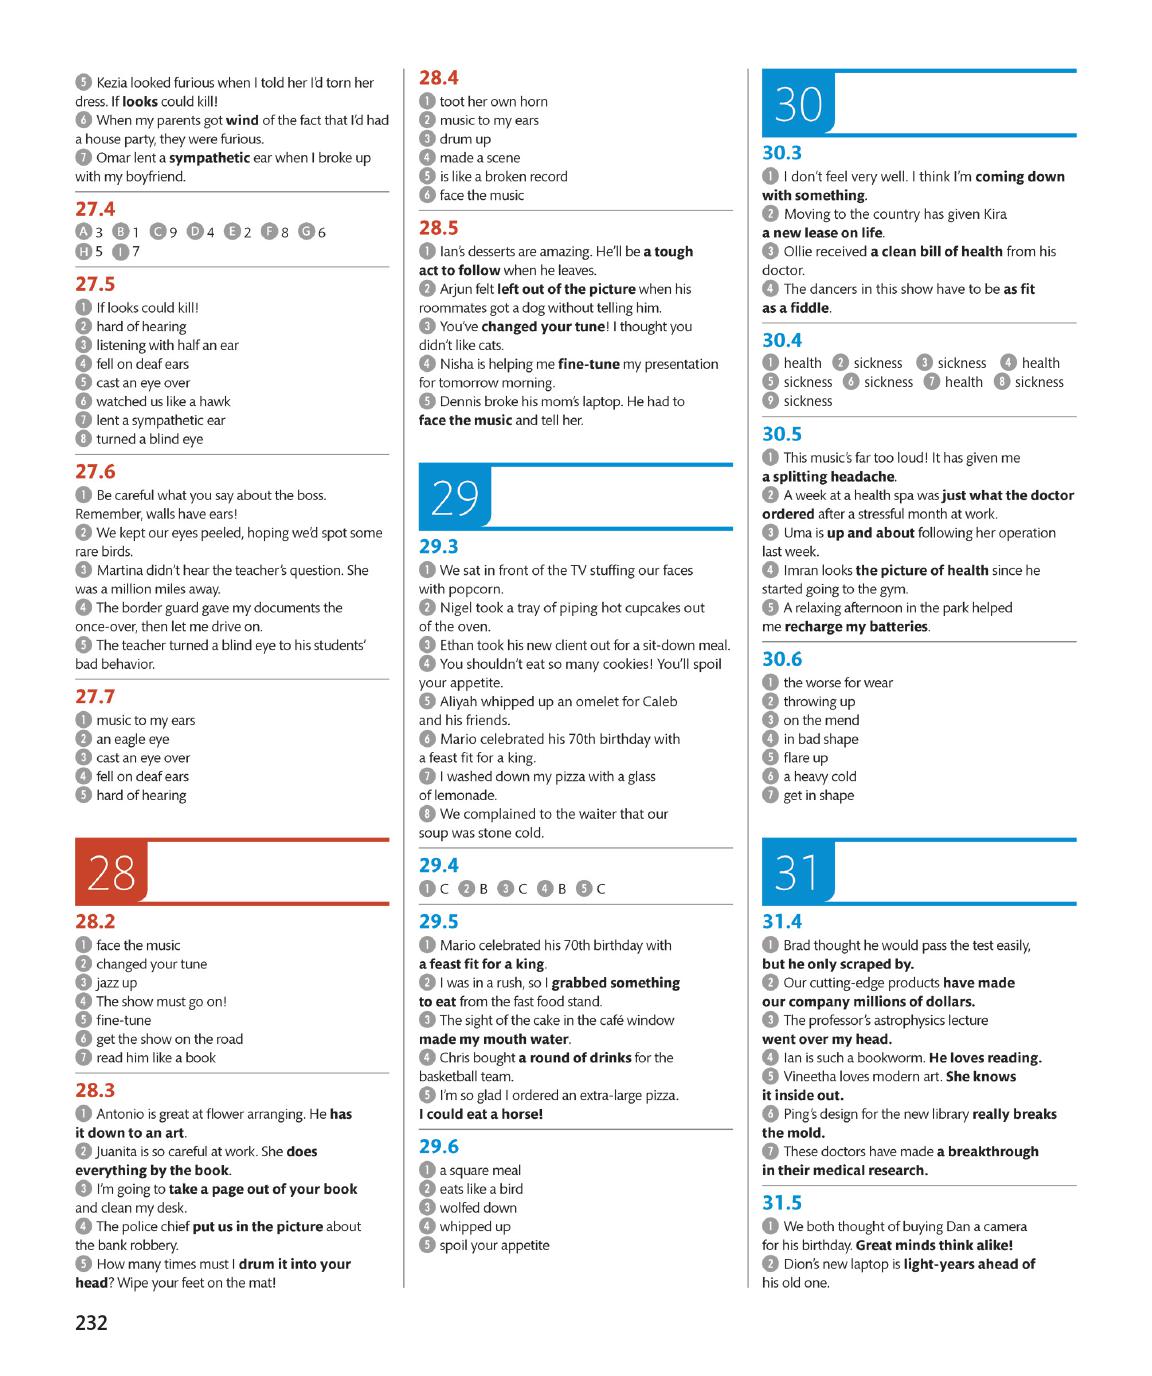 5 Kezia looked furious when I told her I'd torn her
dress. If looks could kill!
6 When my parents got wind of the fact that I'd had
a house party, they were furious.
7 Omar lent a sympathetic ear when I broke up
with my boyfriend.
27.4
A 3 B 1 C 9 D 4 E 2 F 8 G 6
H 5 I 7
27.5
1 If looks could kill!
2 hard of hearing
3 listening with half an ear
4 fell on deaf ears
5 cast an eye over
6 watched us like a hawk
7 lent a sympathetic ear
8 turned a blind eye
27.6
1 Be careful what you say about the boss.
Remember, walls have ears!
2 We kept our eyes peeled, hoping we'd spot some
rare birds.
3 Martina didn't hear the teacher's question. She
was a million miles away.
4 The border guard gave my documents the
once-over, then let me drive on.
5 The teacher turned a blind eye to his students'
bad behavior.
27.7
1 music to my ears
2 an eagle eye
3 cast an eye over
4 fell on deaf ears
5 hard of hearing
28
28.2
1 face the music
2 changed your tune
3 jazz up
4 The show must go on!
5 fine-tune
6 get the show on the road
7 read him like a book
28.3
1 Antonio is great at flower arranging. He has
it down to an art.
2 Juanita is so careful at work. She does
everything by the book.
3 I'm going to take a page out of your book
and clean my desk.
4 The police chief put us in the picture about
the bank robbery.
5 How many times must I drum it into your
head? Wipe your feet on the mat!
28.4
1 toot her own horn
2 music to my ears
3 drum up
4 made a scene
5 is like a broken record
6 face the music
28.5
1 Ian's desserts are amazing. He'll be a tough
act to follow when he leaves.
2 Arjun felt left out of the picture when his
roommates got a dog without telling him.
3 You've changed your tune! I thought you
didn't like cats.
4 Nisha is helping me fine-tune my presentation
for tomorrow morning.
5 Dennis broke his mom's laptop. He had to
face the music and tell her.
29
29.3
1 We sat in front of the TV stuffing our faces
with popcorn.
2 Nigel took a tray of piping hot cupcakes out
of the oven.
3 Ethan took his new client out for a sit-down meal.
4 You shouldn't eat so many cookies! You'll spoil
your appetite.
5 Aliyah whipped up an omelet for Caleb
and his friends.
6 Mario celebrated his 70th birthday with
a feast fit for a king.
7 I washed down my pizza with a glass
of lemonade.
8 We complained to the waiter that our
soup was stone cold.
29.4
1 C 2 B 3 C 4 B 5 C
29.5
1 Mario celebrated his 70th birthday with
a feast fit for a king.
2 I was in a rush, so I grabbed something
to eat from the fast food stand.
3 The sight of the cake in the café window
made my mouth water.
4 Chris bought a round of drinks for the
basketball team.
5 I'm so glad I ordered an extra-large pizza.
I could eat a horse!
29.6
1 a square meal
2 eats like a bird
3 wolfed down
4 whipped up
5 spoil your appetite
30
30.3
1 I don't feel very well. I think I'm coming down
with something.
2 Moving to the country has given Kira
a new lease on life.
3 Ollie received a clean bill of health from his
doctor.
4 The dancers in this show have to be as fit
as a fiddle.
30.4
1 health 2 sickness 3 sickness 4 health
5 sickness 6 sickness 7 health 8 sickness
9 sickness
30.5
1 This music's far too loud! It has given me
a splitting headache.
2 A week at a health spa was just what the doctor
ordered after a stressful month at work.
3 Uma is up and about following her operation
last week.
4 Imran looks the picture of health since he
started going to the gym.
5 A relaxing afternoon in the park helped
me recharge my batteries.
30.6
1 the worse for wear
2 throwing up
3 on the mend
4 in bad shape
5 flare up
6 a heavy cold
7 get in shape
31
31.4
1 Brad thought he would pass the test easily,
but he only scraped by.
2 Our cutting-edge products have made
our company millions of dollars.
3 The professor's astrophysics lecture
went over my head.
4 Ian is such a bookworm. He loves reading.
5 Vineetha loves modern art. She knows
it inside out.
6 Ping's design for the new library really breaks
the mold.
7 These doctors have made a breakthrough
in their medical research.
31.5
1 We both thought of buying Dan a camera
for his birthday. Great minds think alike!
2 Dion's new laptop is light-years ahead of
his old one.
232